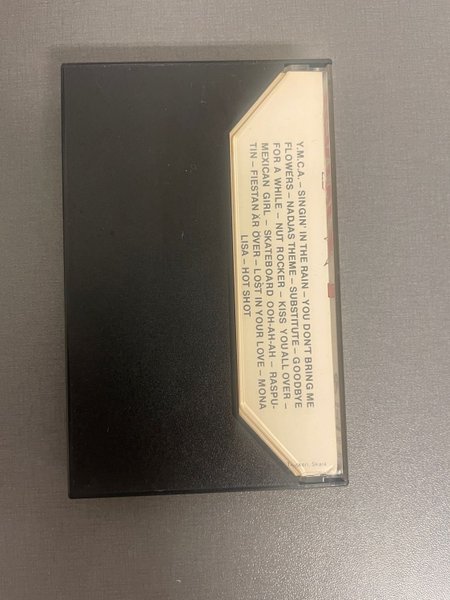 Y.M.C.A. – SINGIN' IN THE RAIN – YOU DON'T BRING ME
FLOWERS – NADJAS THEME – SUBSTITUTE – GOODBYE
FOR A WHILE – NUT ROCKER – KISS YOU ALL OVER –
MEXICAN GIRL – SKATEBOARD OOH-AH-AH – RASPU-
TIN – FIESTAN ÄR ÖVER – LOST IN YOUR LOVE – MONA
LISA – HOT SHOT
Skara